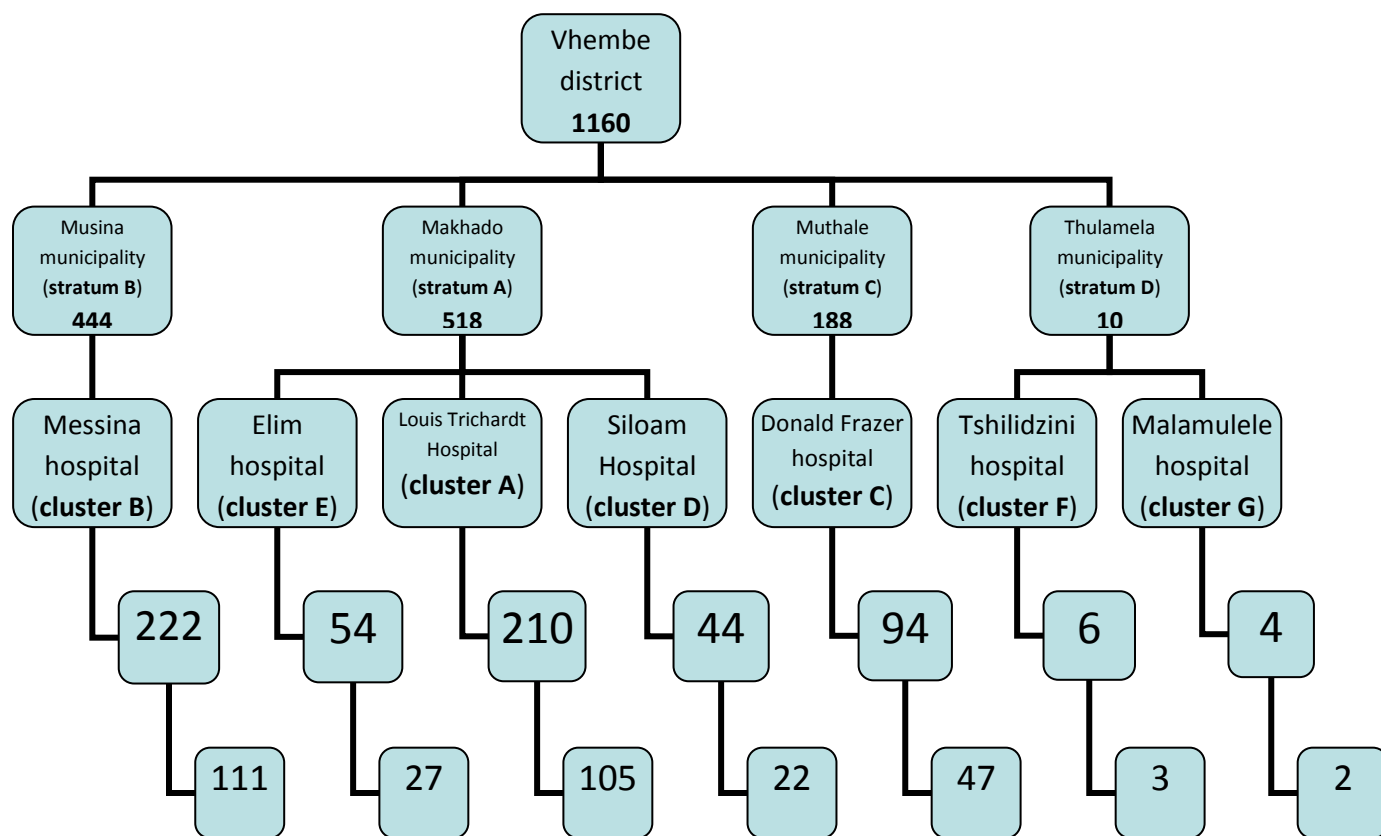 Vhembe
district
1160
Musina
municipality
(stratum B)
444
Makhado
municipality
(stratum A)
518
Muthale
municipality
(stratum C)
188
Thulamela
municipality
(stratum D)
10
Messina
hospital
(cluster B)
Elim
hospital
(cluster E)
Louis Trichardt
Hospital
(cluster A)
Siloam
Hospital
(cluster D)
Donald Frazer
hospital
(cluster C)
Tshilidzini
hospital
(cluster F)
Malamulele
hospital
(cluster G)
222
54
210
44
94
6
4
111
27
105
22
47
3
2